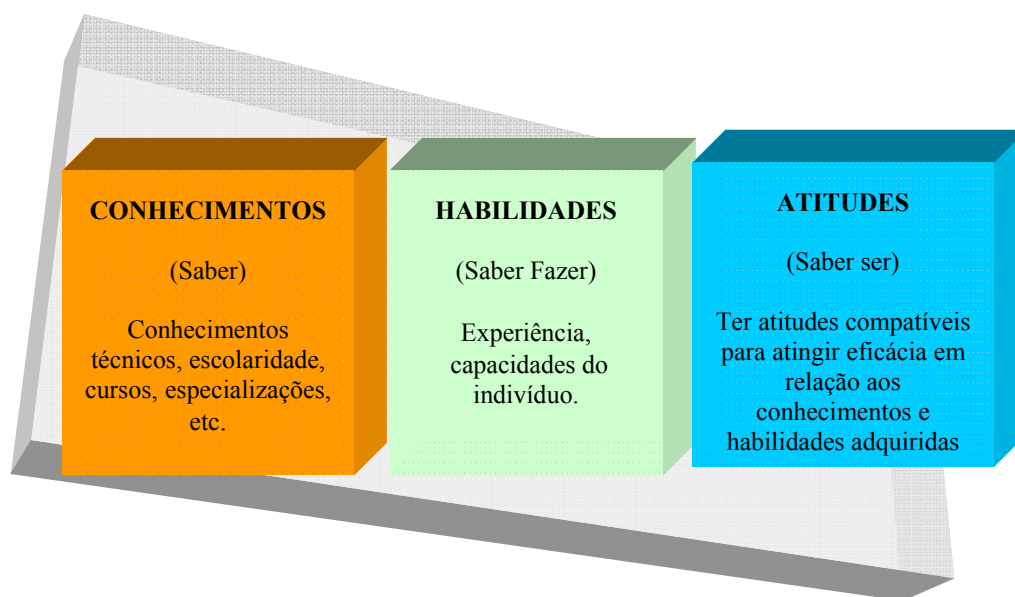 CONHECIMENTOS
(Saber)
Conhecimentos
técnicos, escolaridade,
cursos, especializações,
etc.
HABILIDADES
(Saber Fazer)
Experiência,
capacidades do
indivíduo.
ATITUDES
(Saber ser)
Ter atitudes compatíveis
para atingir eficácia em
relação aos
conhecimentos e
habilidades adquiridas